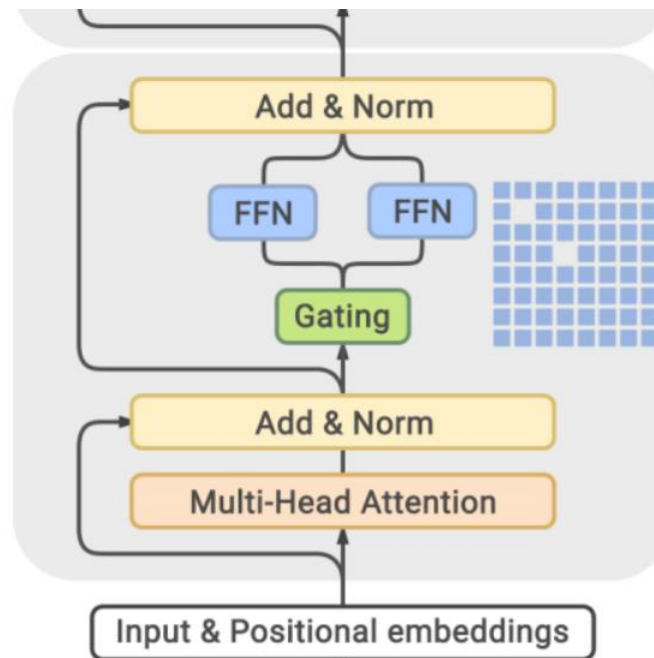 Add & Norm
FFN
FFN
Gating
Add & Norm
Multi-Head Attention
Input & Positional embeddings